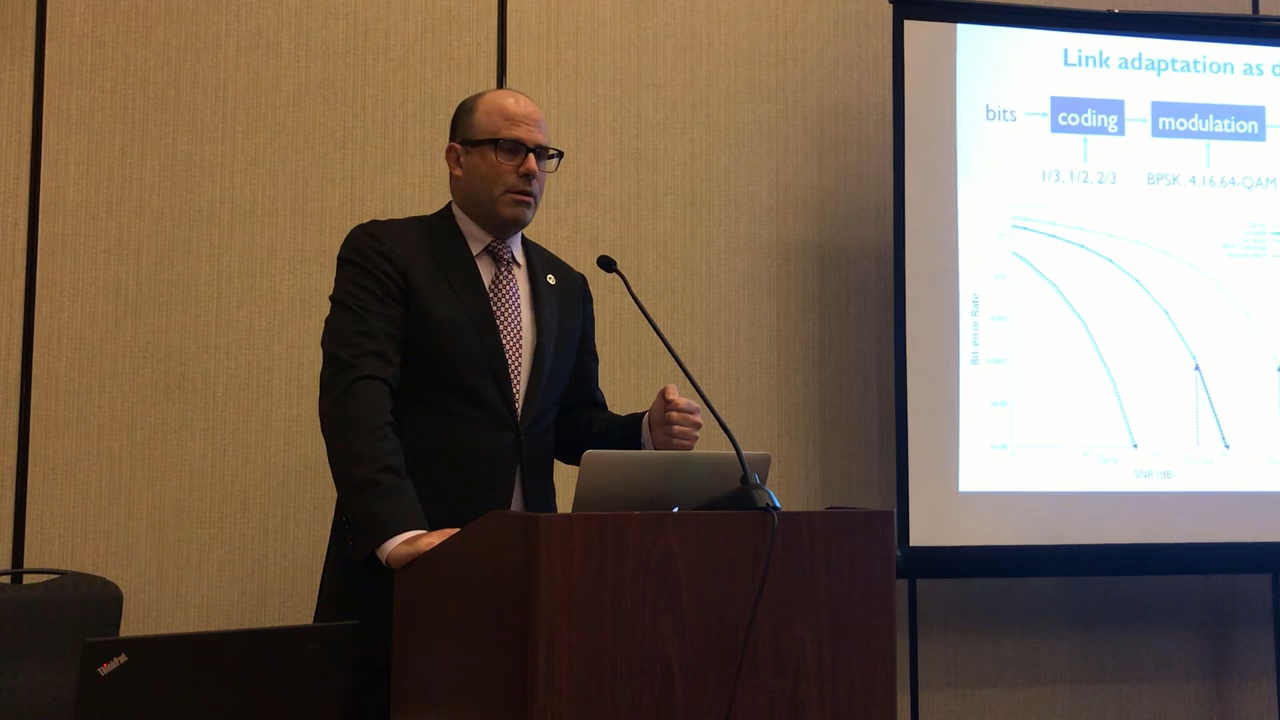 Link adaptation as d
bits
coding
modulation
1/3, 1/2, 2/3
BPSK, 4,16,64-QAM
Bit-error Rate
SNR (dB)
ThinkPad